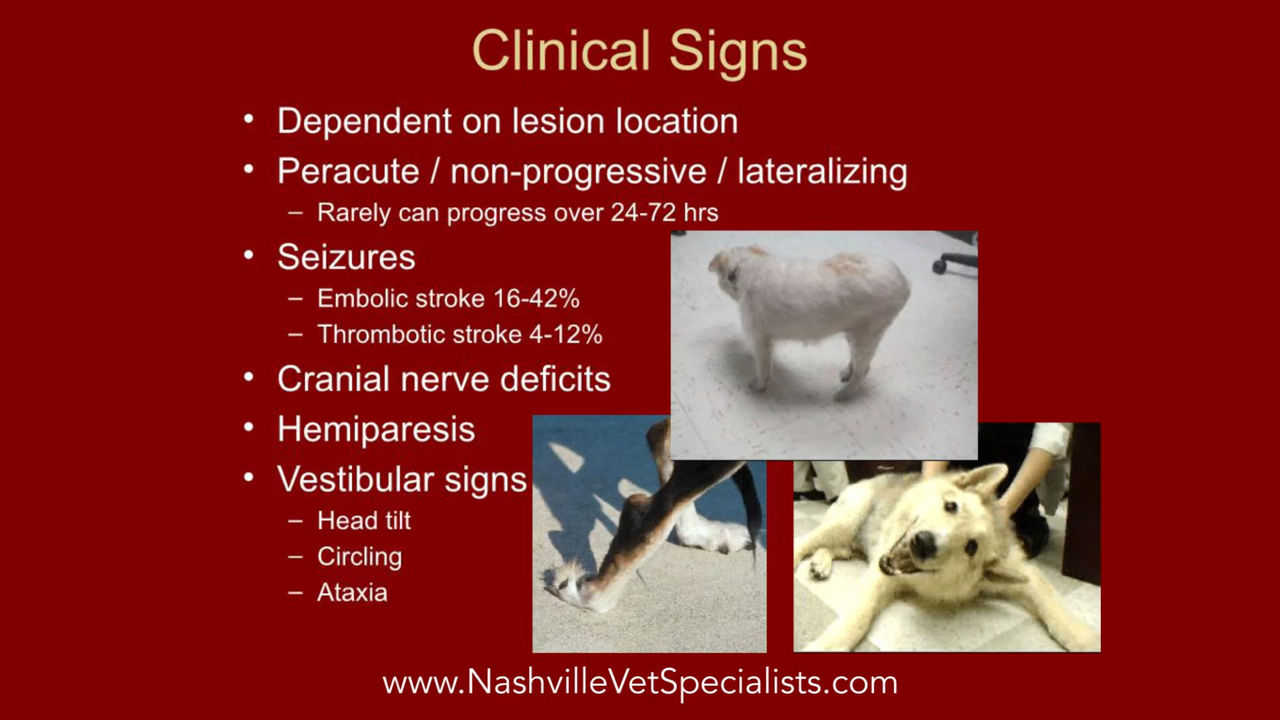 Clinical Signs
• Dependent on lesion location
• Peracute / non-progressive / lateralizing
– Rarely can progress over 24-72 hrs
• Seizures
– Embolic stroke 16-42%
– Thrombotic stroke 4-12%
• Cranial nerve deficits
• Hemiparesis
• Vestibular signs
– Head tilt
– Circling
– Ataxia
www.NashvilleVetSpecialists.com